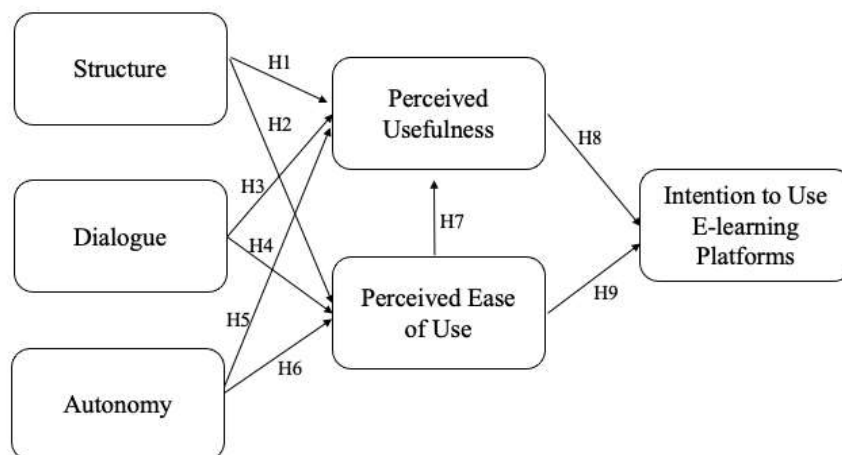 Structure
H1
Perceived
Usefulness
H2
H8
H3
Dialogue
H4
H7
Intention to Use
E-learning
Platforms
Perceived Ease
of Use
H9
H5
H6
Autonomy